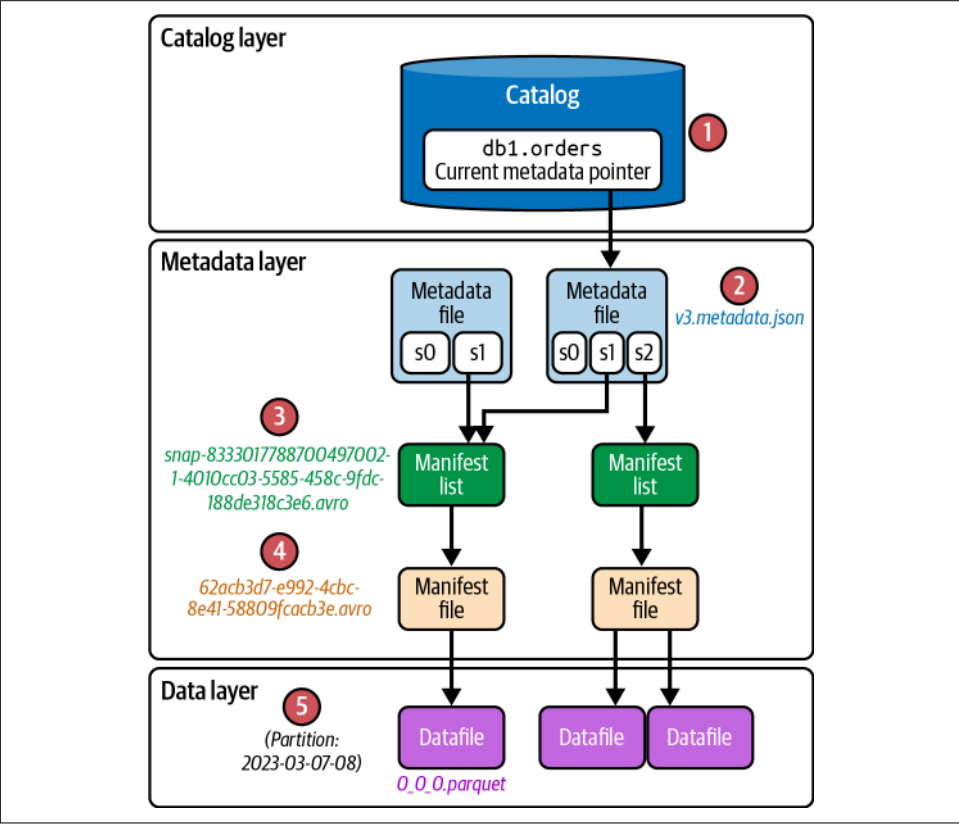 Catalog layer
Catalog
db1.orders
Current metadata pointer
1
Metadata layer
Metadata
file
s0
s1
Metadata
file
s0
s1
s2
2
v3.metadata.json
3
snap-8333017788700497002-
1-4010cc03-5585-458c-9fdc-
188de318c3e6.avro
Manifest
list
Manifest
list
4
62acb3d7-e992-4cbc-
8e41-58809fcacb3e.avro
Manifest
file
Manifest
file
Data layer
5
(Partition:
2023-03-07-08)
Datafile
0_0_0.parquet
Datafile
Datafile